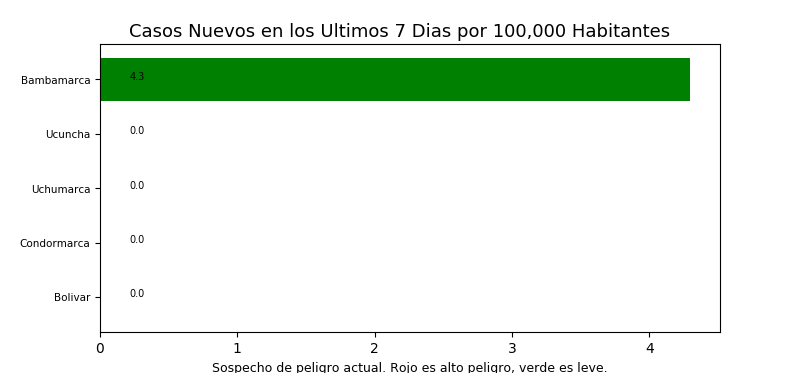 Casos Nuevos en los Ultimos 7 Dias por 100,000 Habitantes
Bambamarca 4.3
Ucuncha 0.0
Uchumarca 0.0
Condormarca 0.0
Bolivar 0.0
0 1 2 3 4
Sospecho de peligro actual. Rojo es alto peligro, verde es leve.